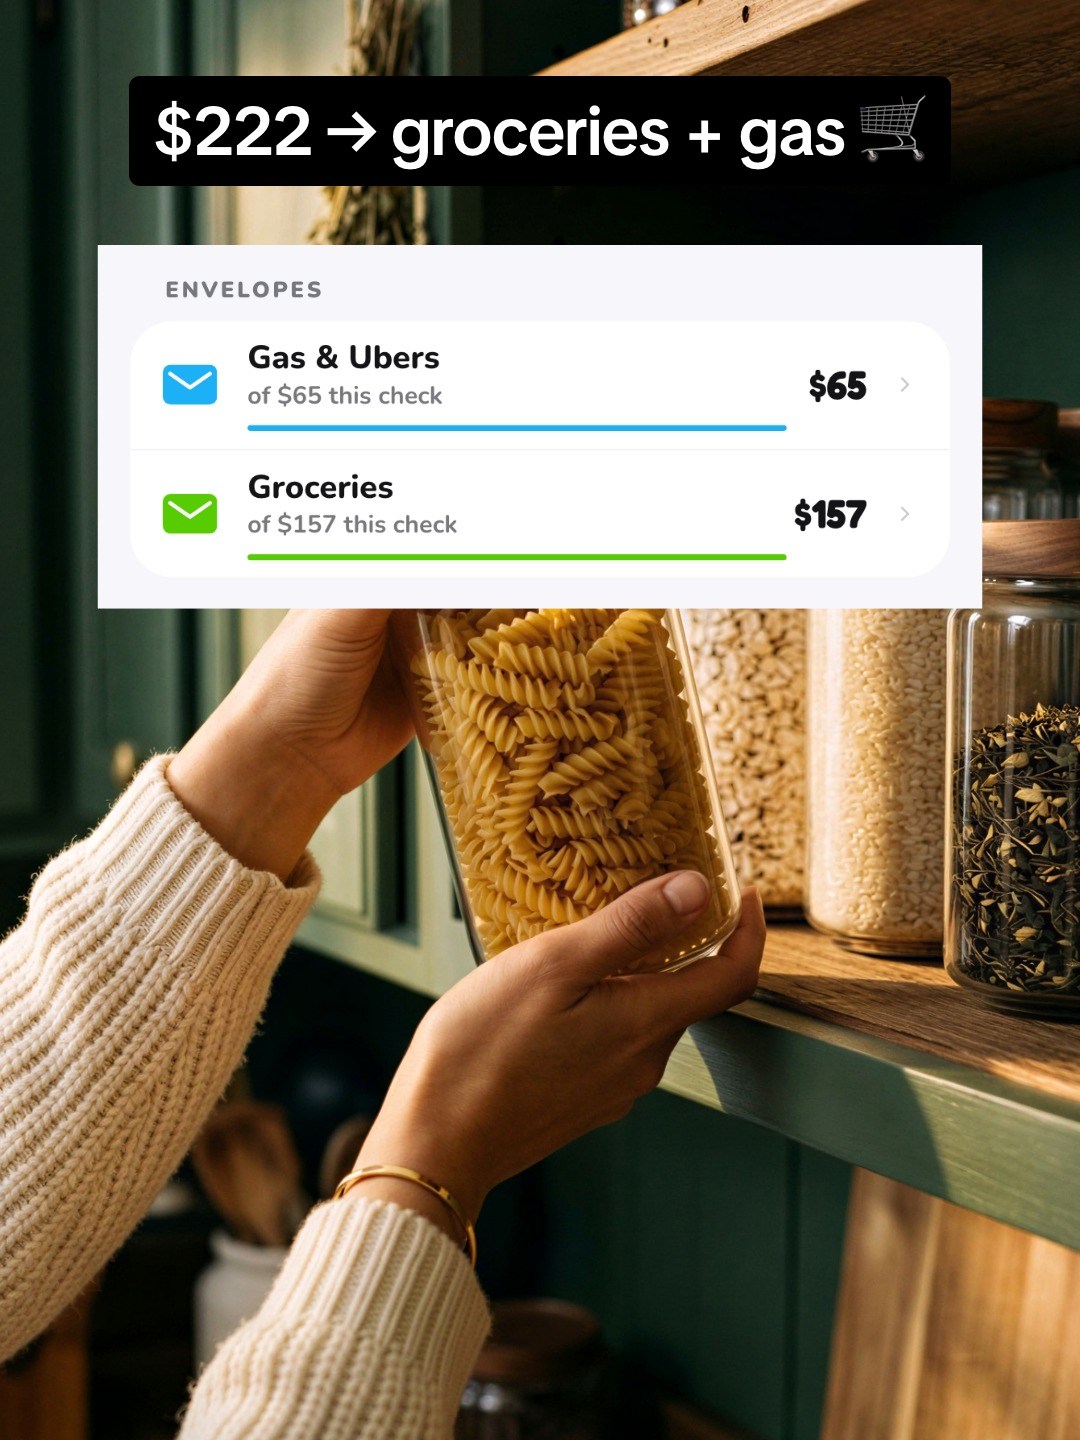 $222 → groceries + gas 🛒
ENVELOPES
Gas & Ubers
of $65 this check
$65
Groceries
of $157 this check
$157